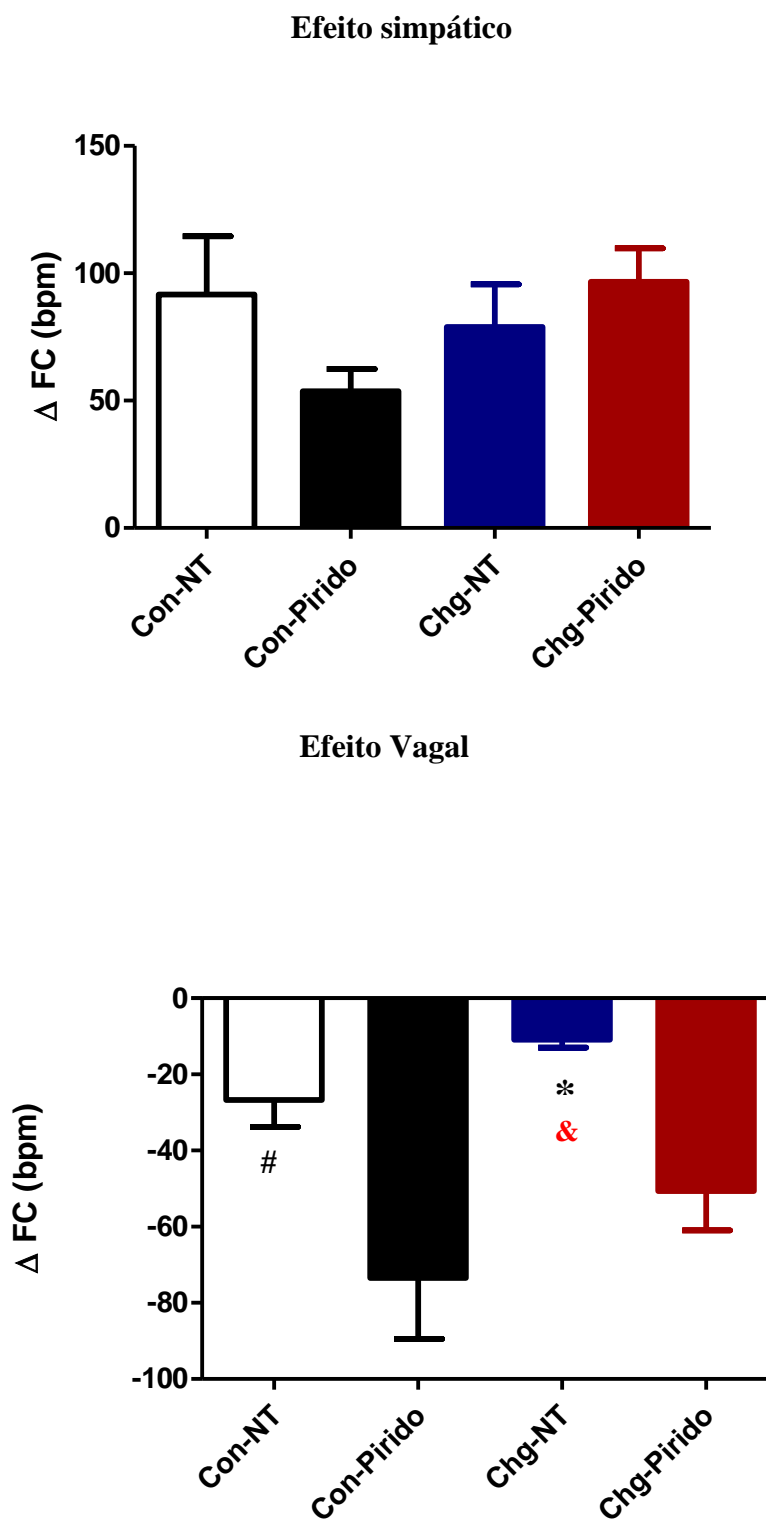 Efeito simpático
150
100
50
0
Δ FC (bpm)
Con-NT
Con-Pirido
Chg-NT
Chg-Pirido
Efeito Vagal
0
-20
-40
-60
-80
-100
Δ FC (bpm)
#
*
&
Con-NT
Con-Pirido
Chg-NT
Chg-Pirido